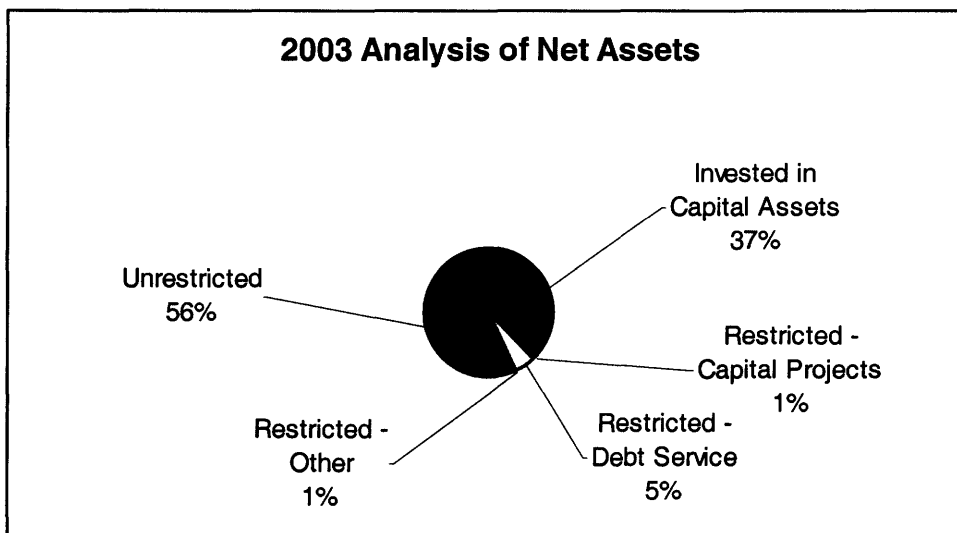 2003 Analysis of Net Assets
Invested in
Capital Assets
37%
Unrestricted
56%
Restricted -
Capital Projects
1%
Restricted -
Debt Service
5%
Restricted -
Other
1%